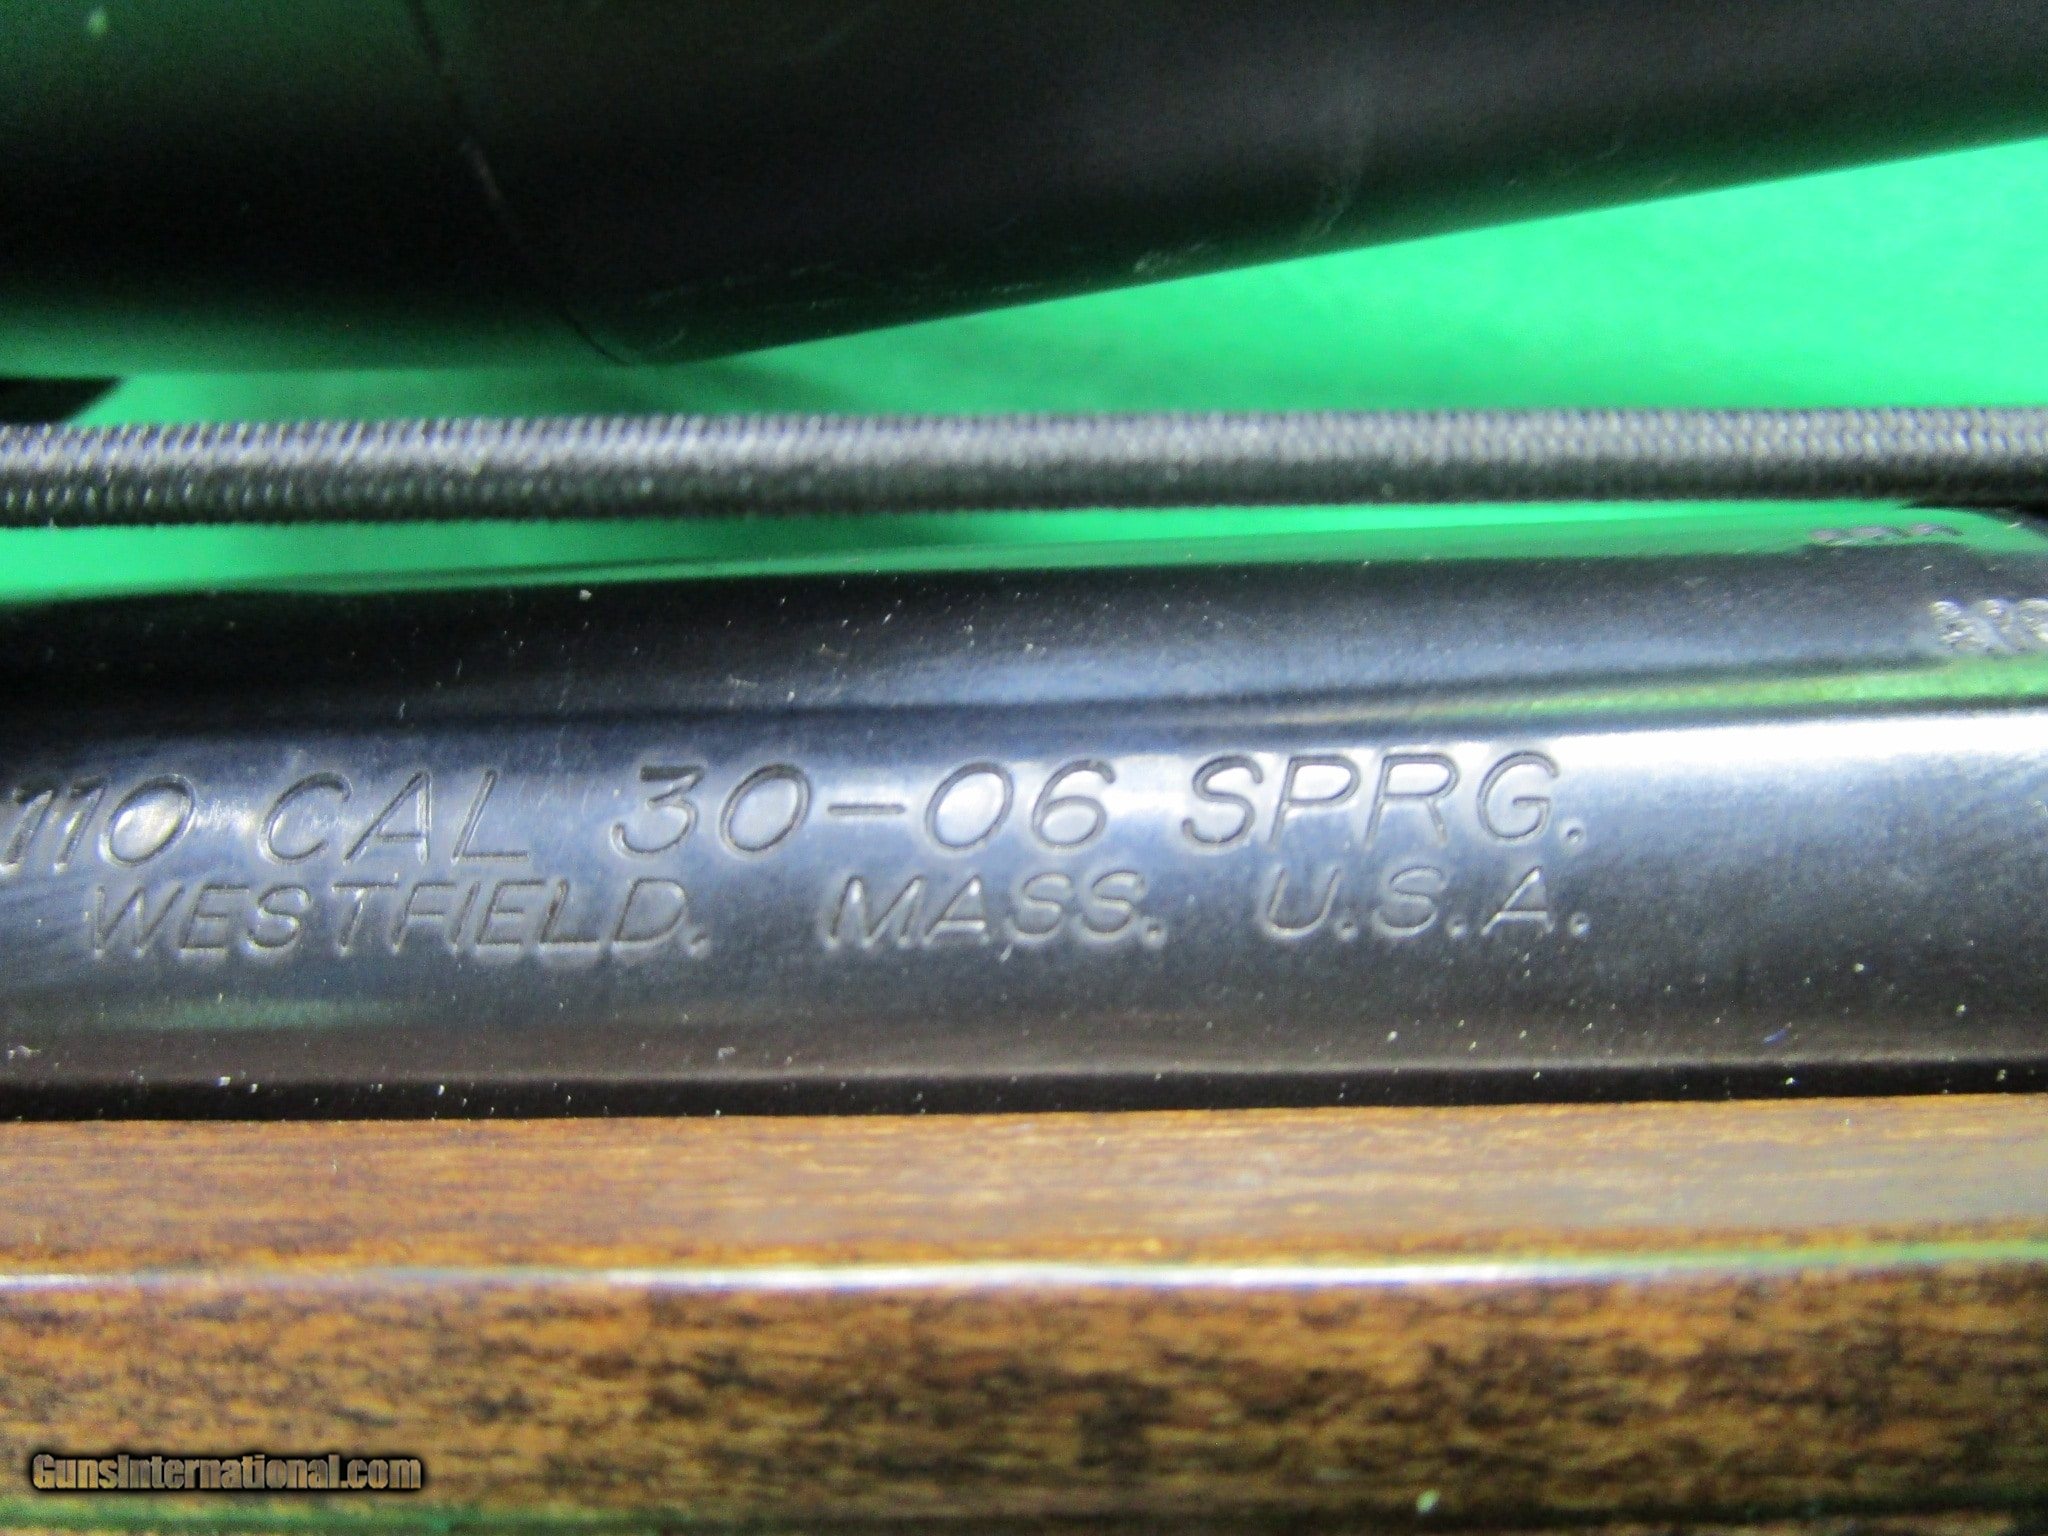 110 CAL 30-06 SPRG.
WESTFIELD. MASS. U.S.A.
GunsInternational.com